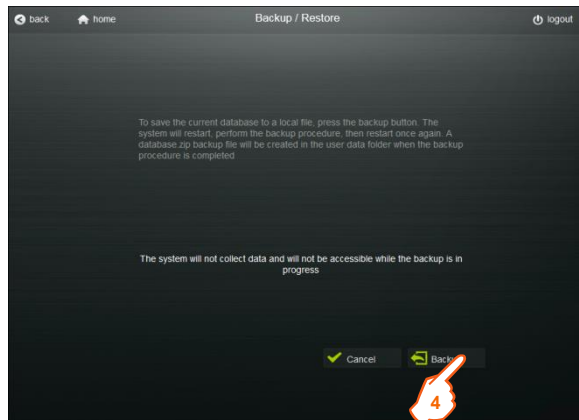 back home Backup / Restore logout
To save the current database to a local file, press the backup button. The
system will restart, perform the backup procedure, then restart once again. A
database.zip backup file will be created in the user data folder when the backup
procedure is completed
The system will not collect data and will not be accessible while the backup is in
progress
Cancel Backup
4